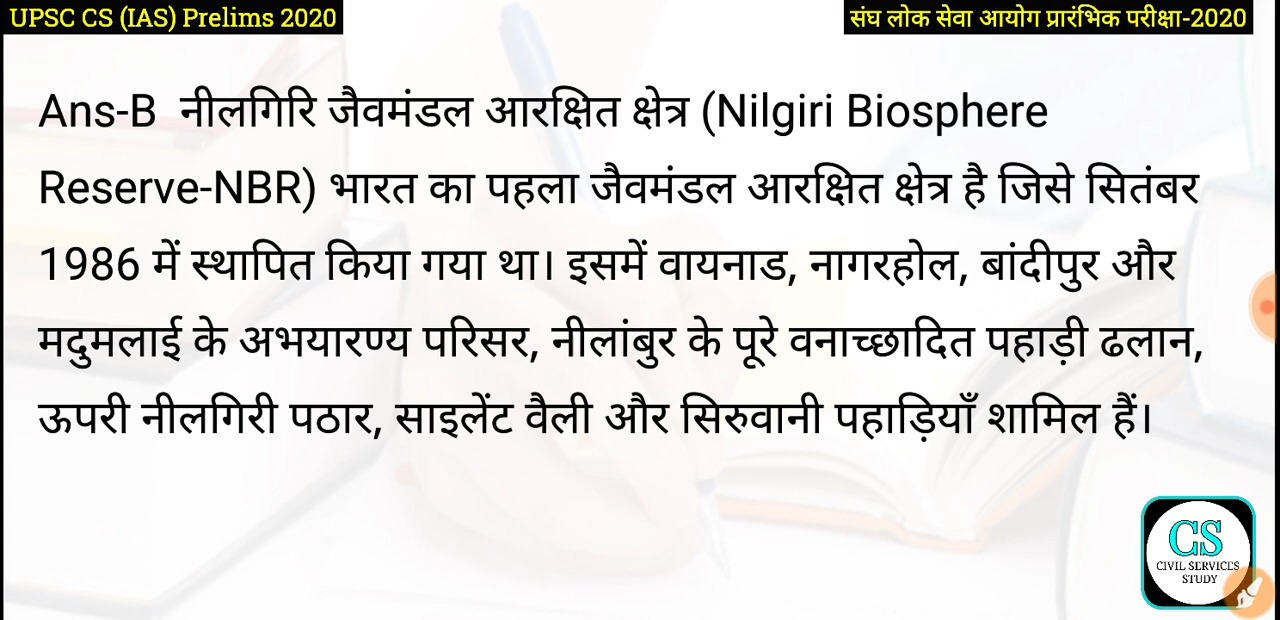 UPSC CS (IAS) Prelims 2020
संघ लोक सेवा आयोग प्रारंभिक परीक्षा-2020
Ans-B नीलगिरि जैवमंडल आरक्षित क्षेत्र (Nilgiri Biosphere
Reserve-NBR) भारत का पहला जैवमंडल आरक्षित क्षेत्र है जिसे सितंबर
1986 में स्थापित किया गया था। इसमें वायनाड, नागरहोल, बांदीपुर और
मदुमलाई के अभयारण्य परिसर, नीलांबुर के पूरे वनाच्छादित पहाड़ी ढलान,
ऊपरी नीलगिरी पठार, साइलेंट वैली और सिरुवानी पहाड़ियाँ शामिल हैं।
CS
CIVIL SERVICES
STUDY